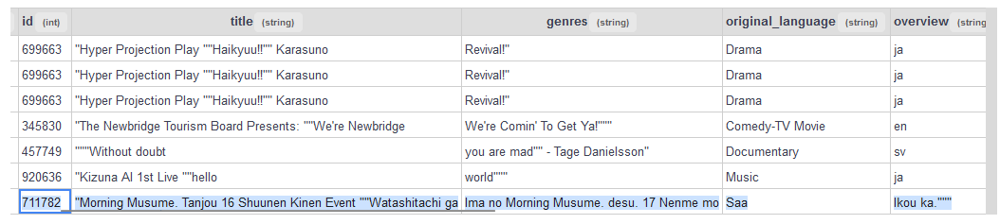 id (int) title (string) genres (string) original_language (string) overview (string
699663 "Hyper Projection Play ""Haikyuu!!"" Karasuno Revival!" Drama ja
699663 "Hyper Projection Play ""Haikyuu!!"" Karasuno Revival!" Drama ja
699663 "Hyper Projection Play ""Haikyuu!!"" Karasuno Revival!" Drama ja
345830 "The Newbridge Tourism Board Presents: ""We're Newbridge We're Comin' To Get Ya!"""" Comedy-TV Movie en
457749 """"Without doubt you are mad"" - Tage Danielsson" Documentary sv
920636 "Kizuna AI 1st Live ""hello world"""" Music ja
711782 "Morning Musume. Tanjou 16 Shuunen Kinen Event ""Watashitachi ga Ima no Morning Musume. desu. 17 Nenme mo Saa Ikou ka.""""